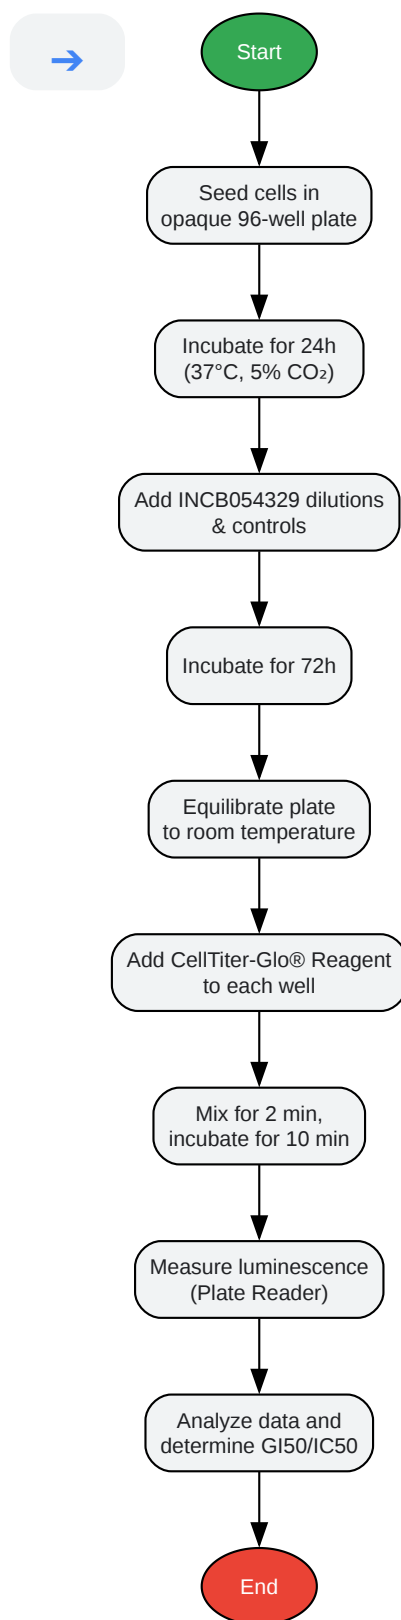 ➔
Start
Seed cells in
opaque 96-well plate
Incubate for 24h
(37°C, 5% CO₂)
Add INCB054329 dilutions
& controls
Incubate for 72h
Equilibrate plate
to room temperature
Add CellTiter-Glo® Reagent
to each well
Mix for 2 min,
incubate for 10 min
Measure luminescence
(Plate Reader)
Analyze data and
determine GI50/IC50
End